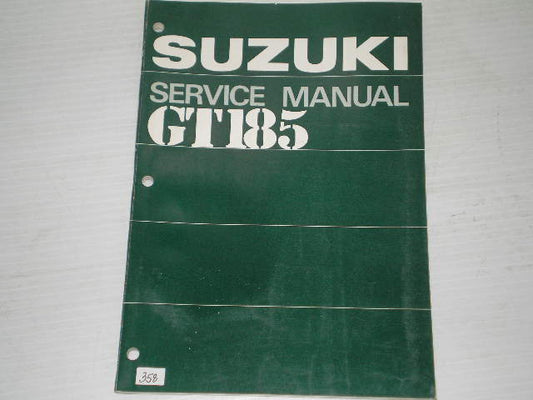 SUZUKI
SERVICE MANUAL
GT185
358